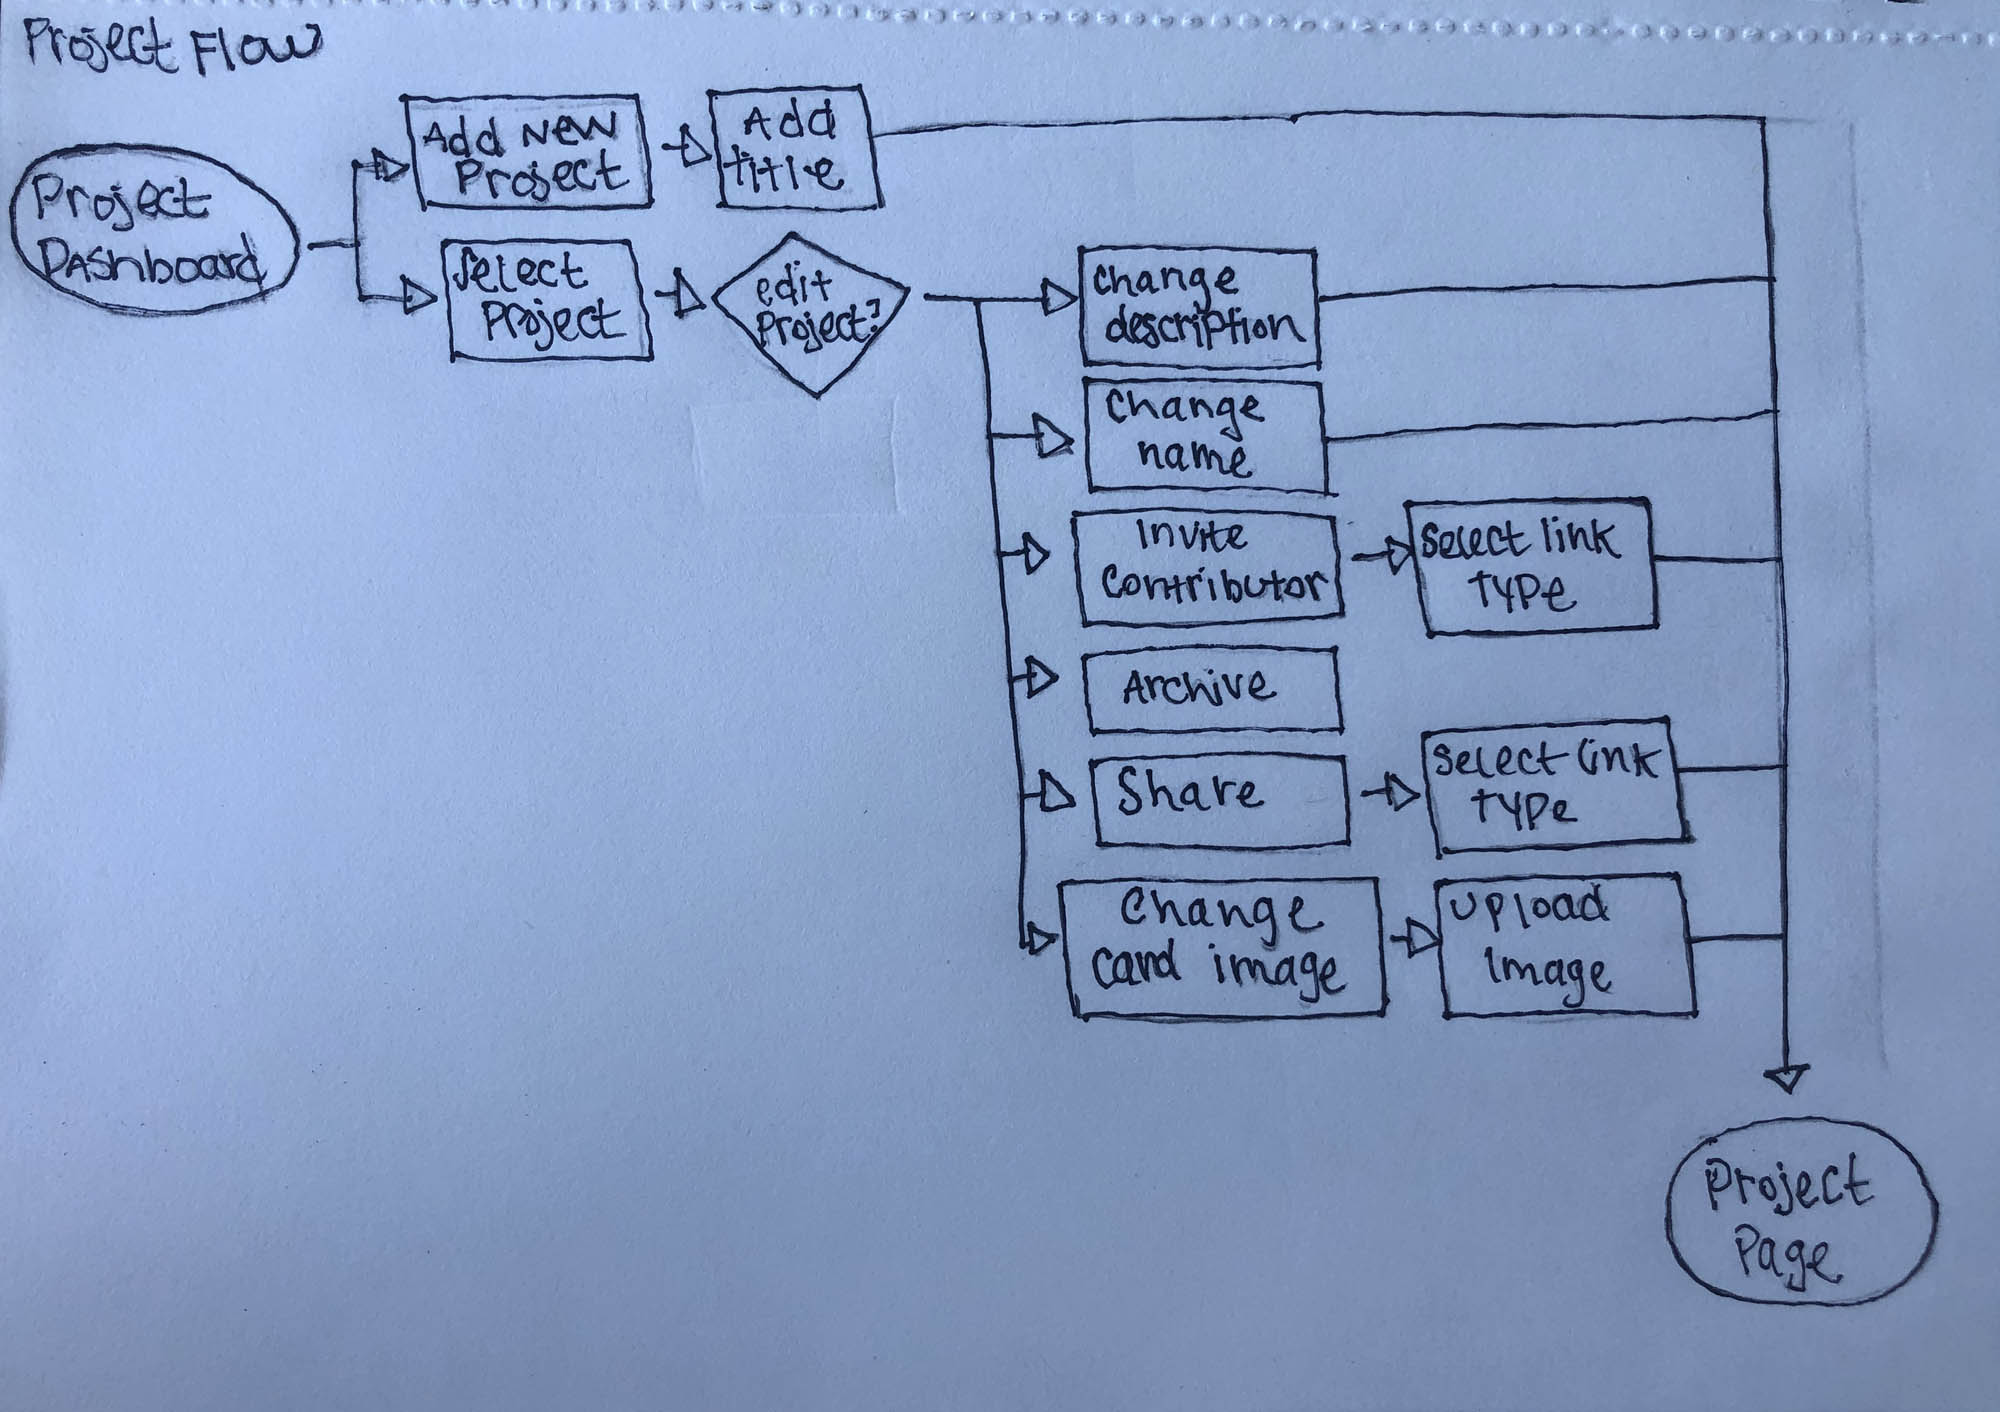 Project Flow
Project
Dashboard
Add New
Project
Add
title
Select
Project
edit
Project?
Change
description
Change
name
Invite
contributor
Select link
type
Archive
Share
Select link
type
Change
card image
Upload
image
Project
Page